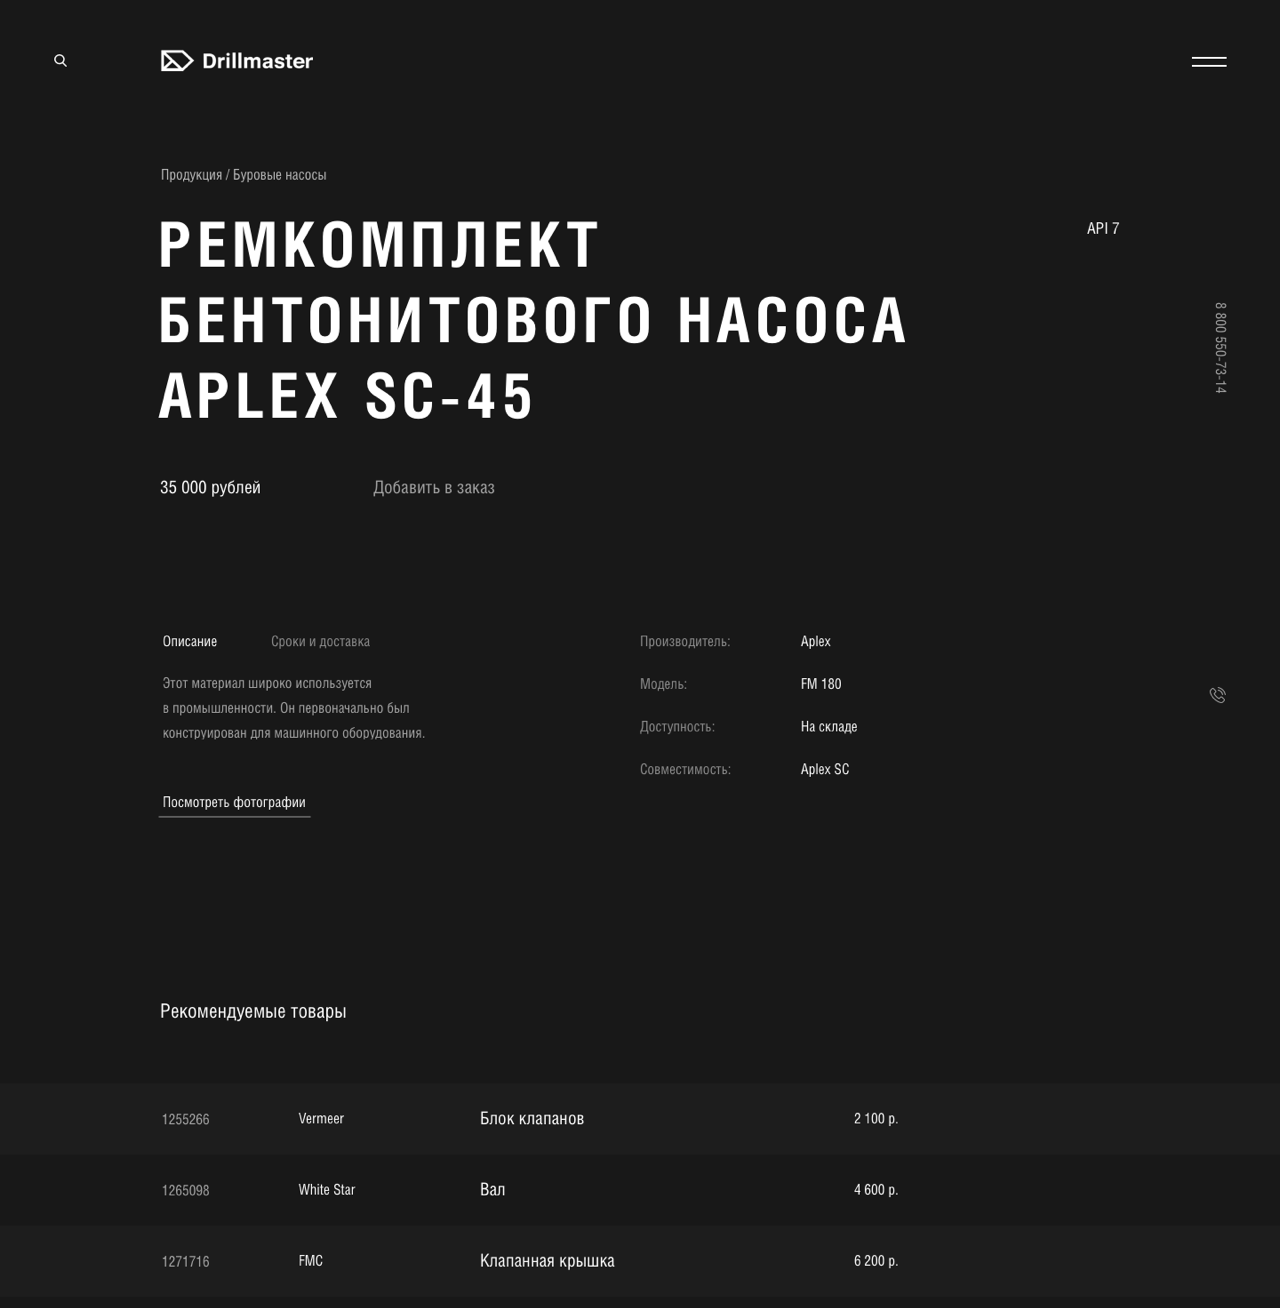 Drillmaster
Продукция / Буровые насосы
РЕМКОМПЛЕКТ
БЕНТОНИТОВОГО НАСОСА
APLEX SC-45
API 7
8 800 550-73-14
35 000 рублей
Добавить в заказ
Описание
Сроки и доставка
Этот материал широко используется
в промышленности. Он первоначально был
конструирован для машинного оборудования.
Посмотреть фотографии
Производитель: Aplex
Модель: FM 180
Доступность: На складе
Совместимость: Aplex SC
Рекомендуемые товары
1255266 Vermeer Блок клапанов 2 100 р.
1265098 White Star Вал 4 600 р.
1271716 FMC Клапанная крышка 6 200 р.